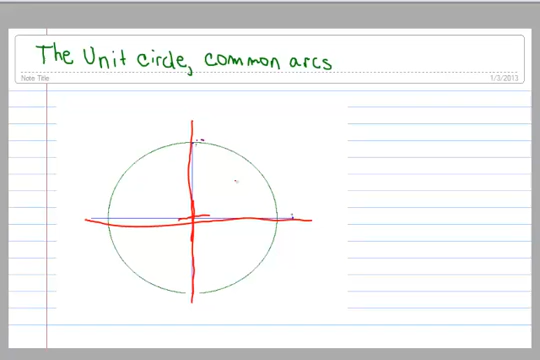 The Unit circle, common arcs
Note Title
1/3/2013